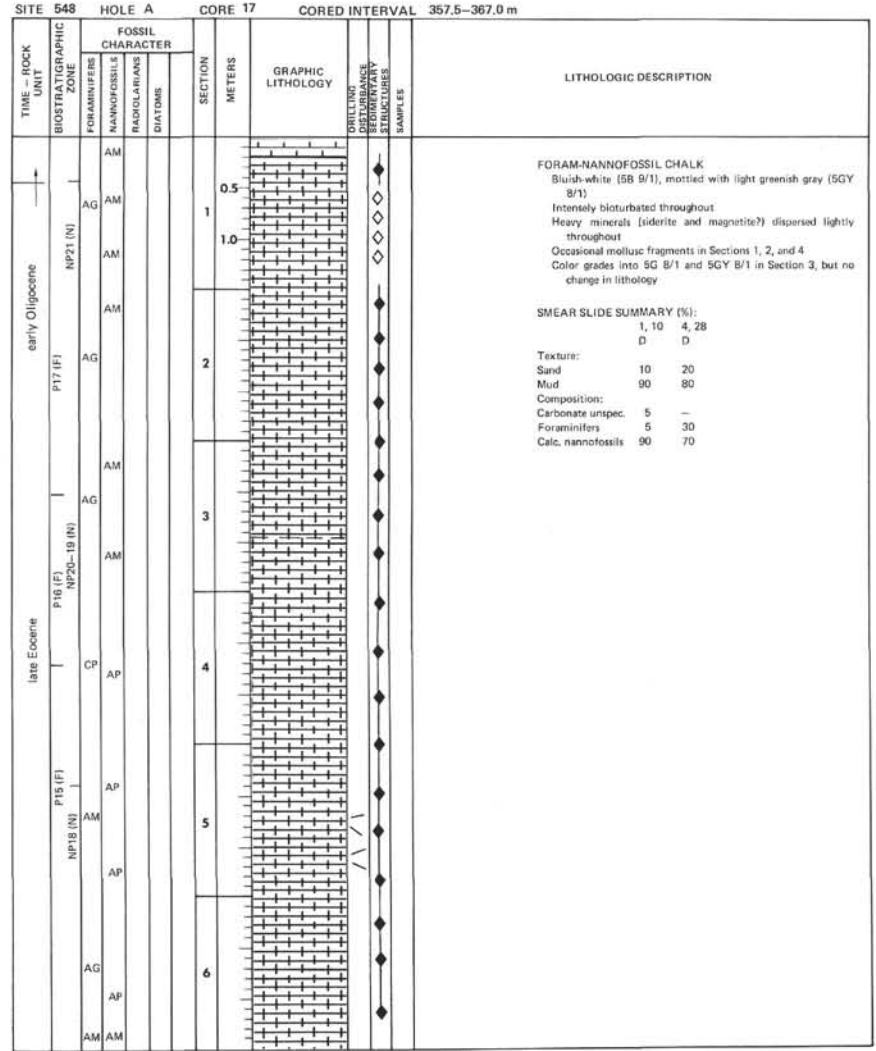 SITE 548 HOLE A CORE 17 CORED INTERVAL 357.5–367.0 m
TIME – ROCK UNIT
BIOSTRATIGRAPHIC ZONE
FOSSIL CHARACTER
FORAMINIFERS
NANNOFOSSILS
RADIOLARIANS
DIATOMS
SECTION
METERS
GRAPHIC LITHOLOGY
DRILLING DISTURBANCE
SEDIMENTARY STRUCTURES
SAMPLES
LITHOLOGIC DESCRIPTION
early Oligocene
late Eocene
NP21 (N)
P17 (F)
NP20–19 (N)
P16 (F)
P15 (F)
NP18 (N)
AG
AG
AG
CP
AM
AG
AM
AM
AM
AM
AM
AM
AM
AP
AP
AP
AP
AM
1
2
3
4
5
6
0.5
1.0
FORAM-NANNOFOSSIL CHALK
Bluish-white (5B 9/1), mottled with light greenish gray (5GY
8/1)
Intensely bioturbated throughout
Heavy minerals (siderite and magnetite?) dispersed lightly
throughout
Occasional mollusc fragments in Sections 1, 2, and 4
Color grades into 5G 8/1 and 5GY 8/1 in Section 3, but no
change in lithology
SMEAR SLIDE SUMMARY (%):
1, 10 4, 28
D D
Texture:
Sand 10 20
Mud 90 80
Composition:
Carbonate unspec. 5 –
Foraminifers 5 30
Calc. nannofossils 90 70